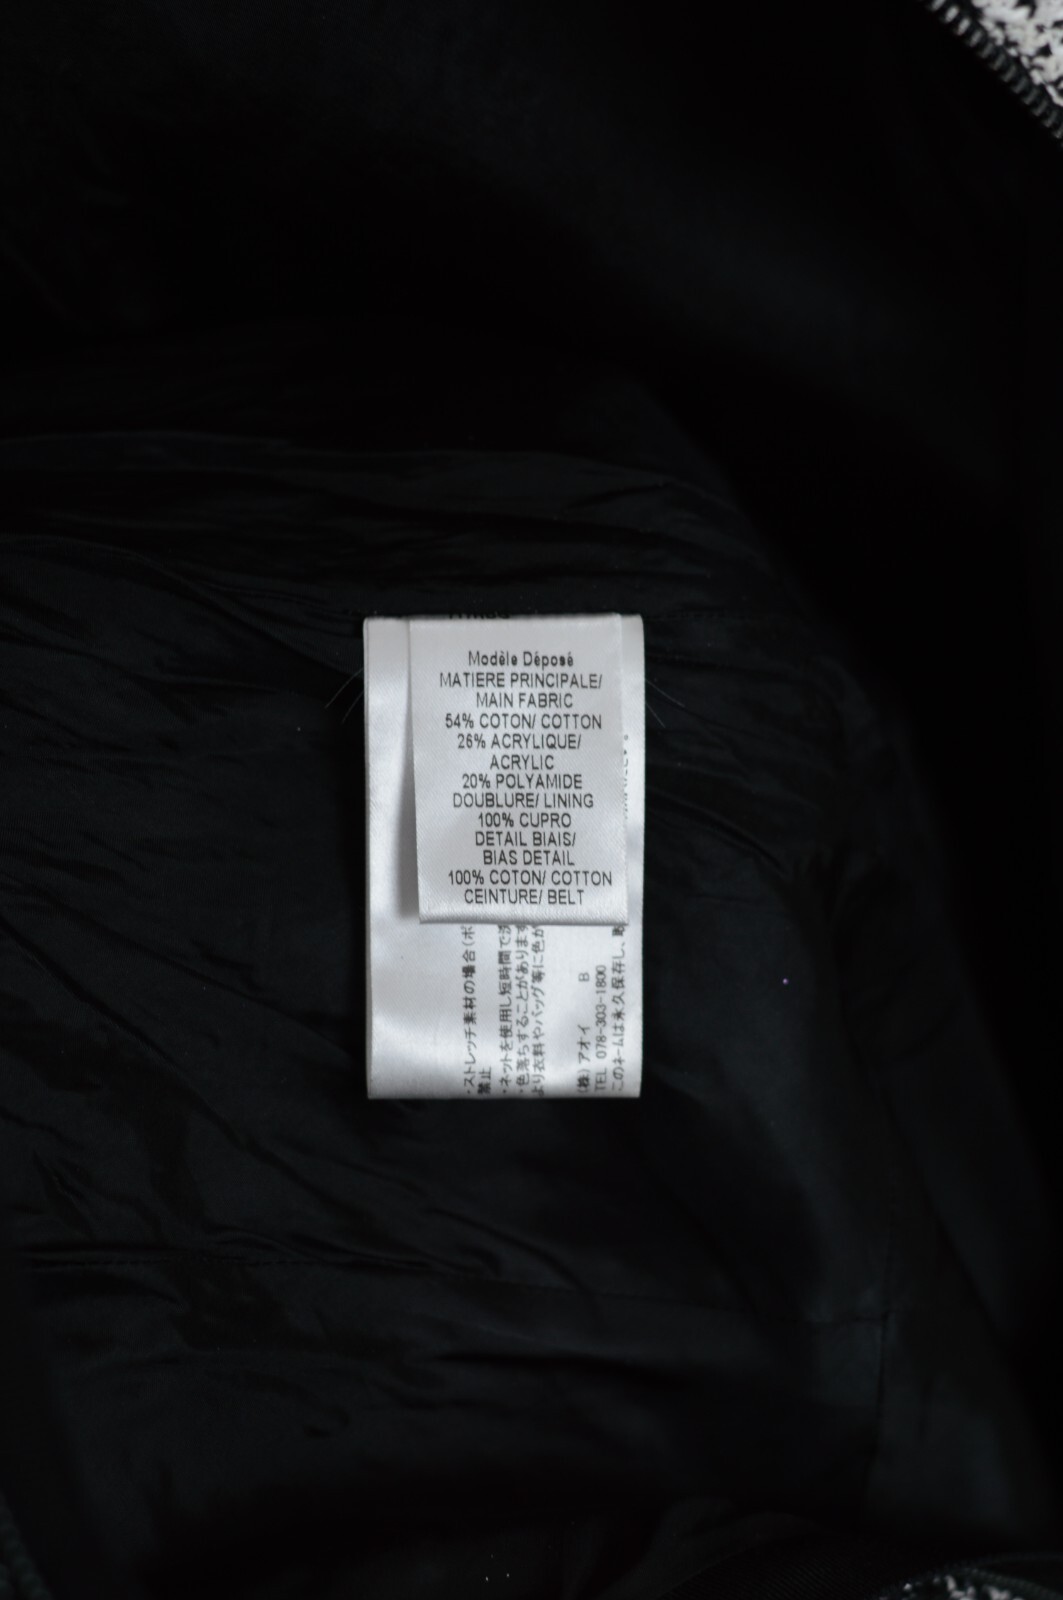 Modèle Déposé
MATIERE PRINCIPALE/
MAIN FABRIC
54% COTON/ COTTON
26% ACRYLIQUE/
ACRYLIC
20% POLYAMIDE
DOUBLURE/ LINING
100% CUPRO
DETAIL BIAIS/
BIAS DETAIL
100% COTON/ COTTON
CEINTURE/ BELT
・ストレッチ素材の場合(ポ
禁止
・ネットを使用し短時間で洗
・色落ちすることがあります
より衣料やバッグ等に色が
(株)アオイ B
TEL 078-303-1800
このネームは永久保存し、